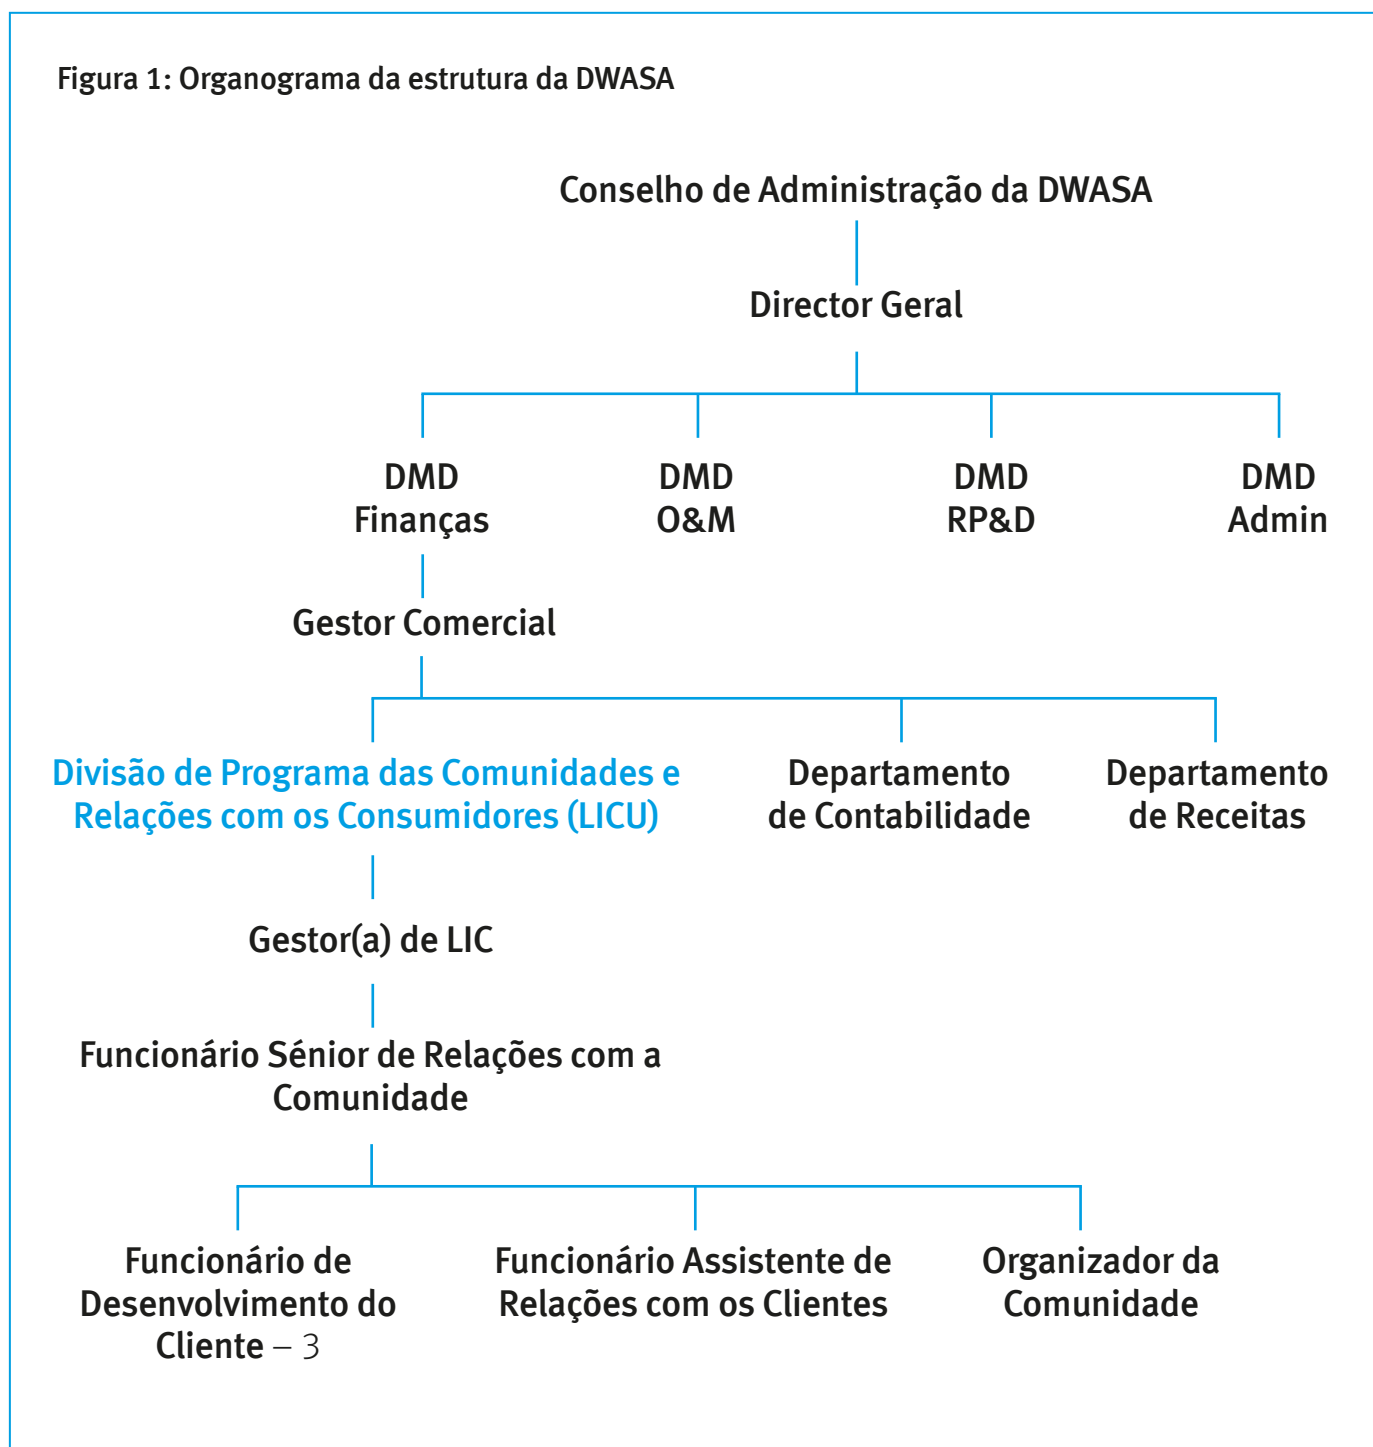 Figura 1: Organograma da estrutura da DWASA
Conselho de Administração da DWASA
Director Geral
DMD
Finanças
DMD
O&M
DMD
RP&D
DMD
Admin
Gestor Comercial
Divisão de Programa das Comunidades e
Relações com os Consumidores (LICU)
Departamento
de Contabilidade
Departamento
de Receitas
Gestor(a) de LIC
Funcionário Sénior de Relações com a
Comunidade
Funcionário de
Desenvolvimento do
Cliente – 3
Funcionário Assistente de
Relações com os Clientes
Organizador da
Comunidade